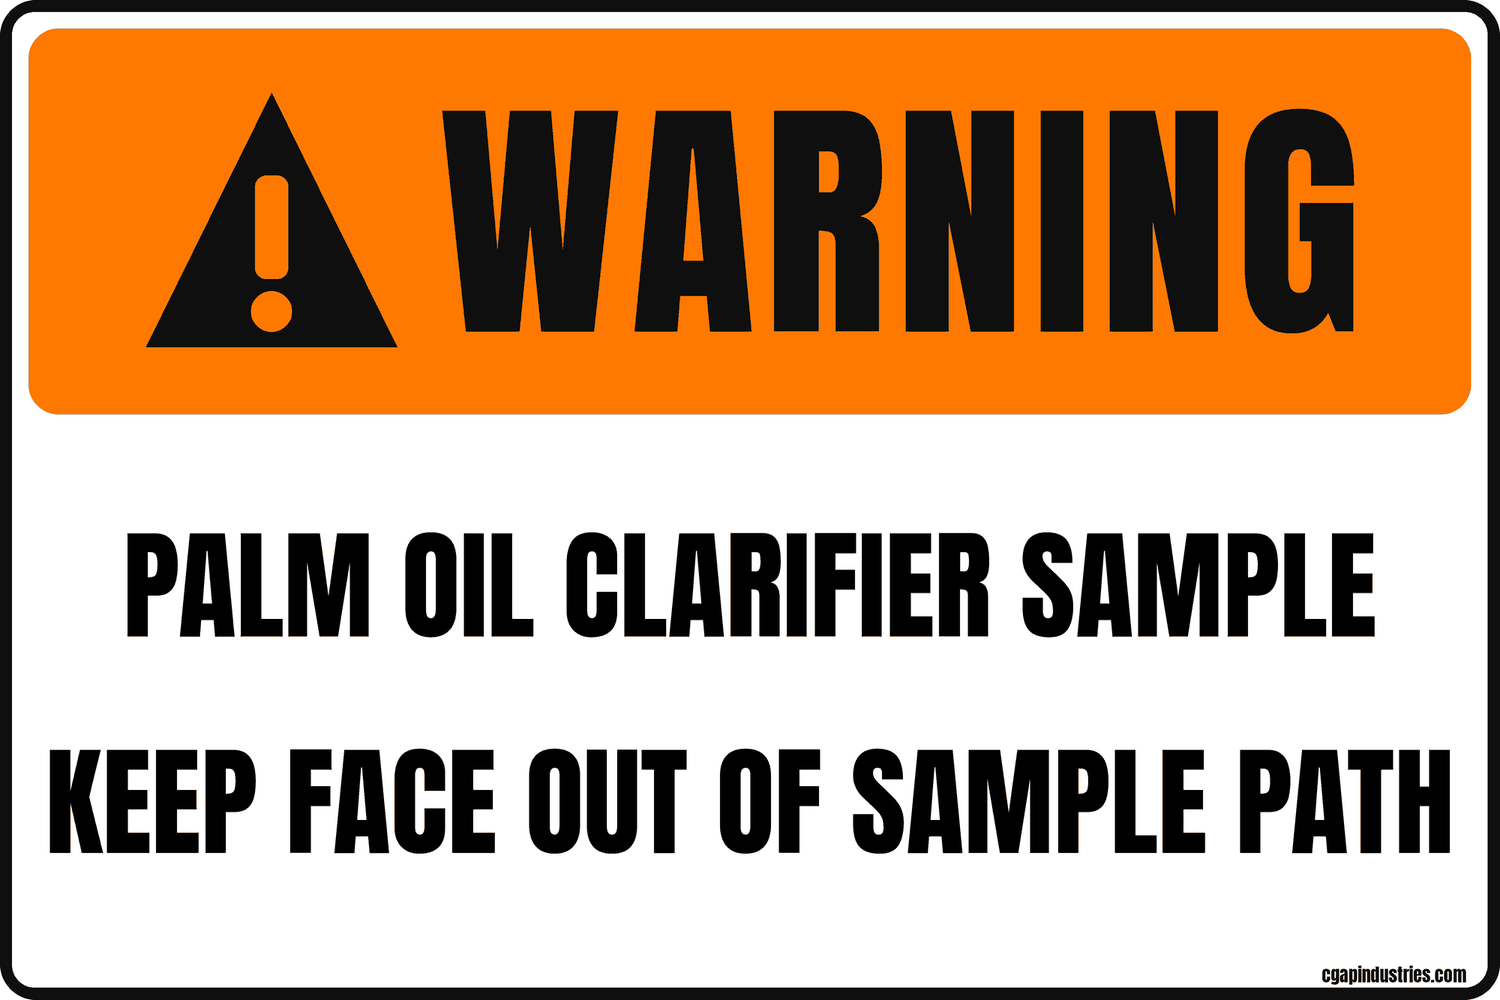 WARNING
PALM OIL CLARIFIER SAMPLE
KEEP FACE OUT OF SAMPLE PATH
cgapindustries.com